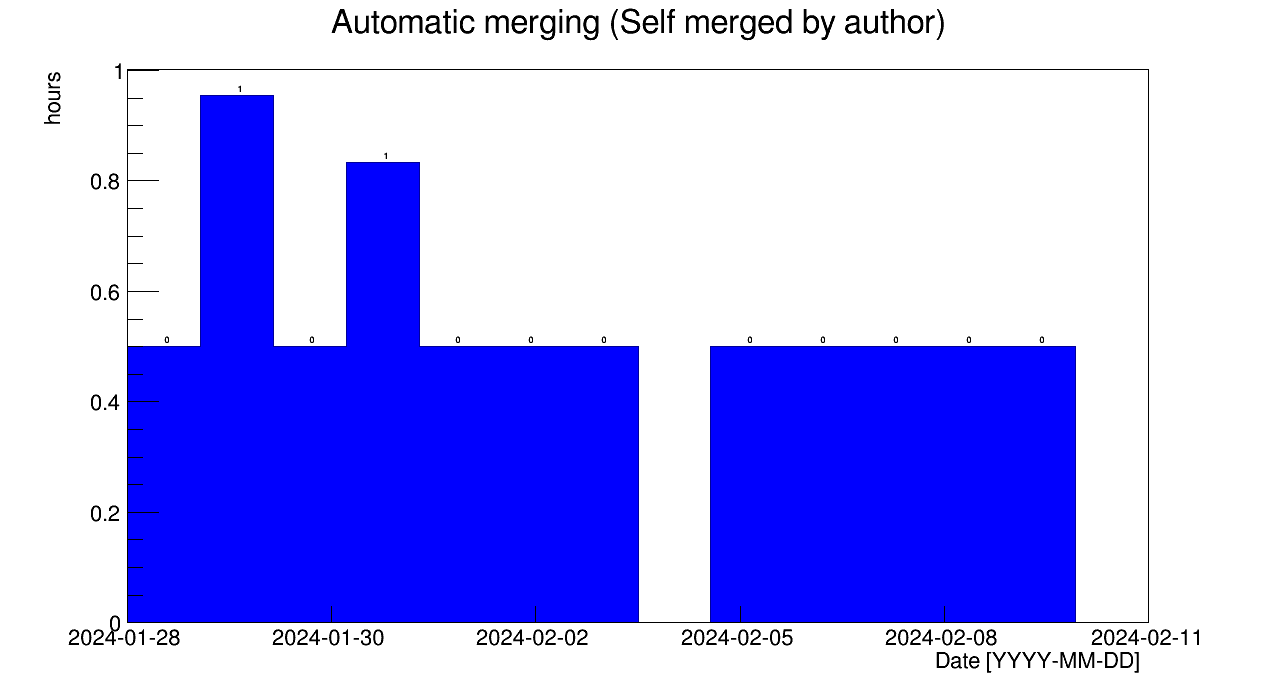 Automatic merging (Self merged by author)
hours
1
0.8
0.6
0.4
0.2
0
0 1 0 1 0 0 0 0 0 0 0 0
2024-01-28 2024-01-30 2024-02-02 2024-02-05 2024-02-08 2024-02-11
Date [YYYY-MM-DD]